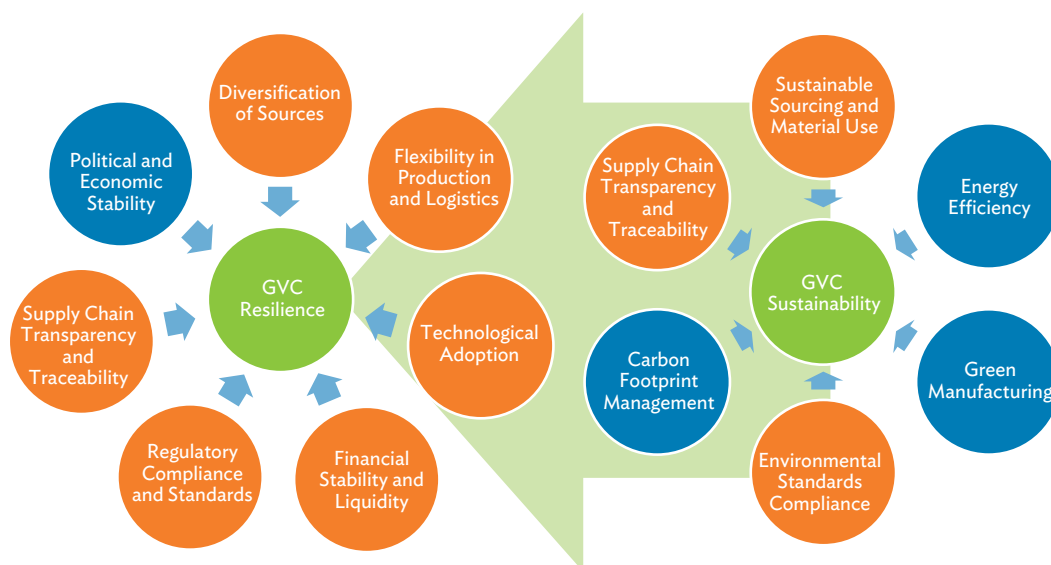 Diversification
of Sources
Political and
Economic
Stability
Flexibility in
Production
and Logistics
GVC
Resilience
Supply Chain
Transparency
and
Traceability
Technological
Adoption
Regulatory
Compliance
and Standards
Financial
Stability and
Liquidity
Sustainable
Sourcing and
Material Use
Supply Chain
Transparency
and
Traceability
Energy
Efficiency
GVC
Sustainability
Carbon
Footprint
Management
Green
Manufacturing
Environmental
Standards
Compliance